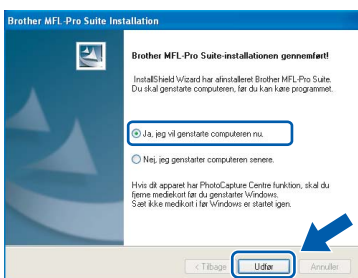 Brother MFL-Pro Suite Installation
Brother MFL-Pro Suite-installationen gennemført!
InstallShield Wizard har afinstalleret Brother MFL-Pro Suite.
Du skal genstarte computeren, før du kan køre programmet.
Ja, jeg vil genstarte computeren nu.
Nej, jeg genstarter computeren senere.
Hvis dit apparet har PhotoCapture Centre funktion, skal du
fjerne mediekort før du genstarter Windows.
Sæt ikke medikort i før Windows er startet igen.
< Tilbage Udfør Annuller